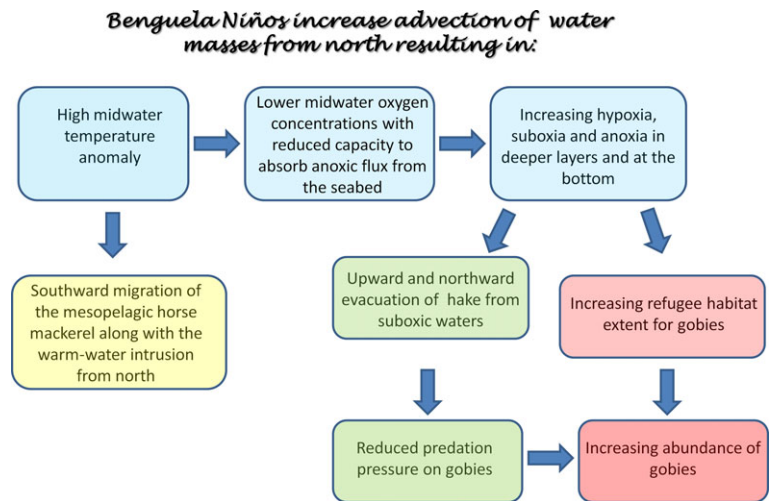 Benguela Niños increase advection of water
masses from north resulting in:
High midwater
temperature
anomaly
Lower midwater oxygen
concentrations with
reduced capacity to
absorb anoxic flux from
the seabed
Increasing hypoxia,
suboxia and anoxia in
deeper layers and at the
bottom
Southward migration of
the mesopelagic horse
mackerel along with the
warm-water intrusion
from north
Upward and northward
evacuation of hake from
suboxic waters
Increasing refugee habitat
extent for gobies
Reduced predation
pressure on gobies
Increasing abundance of
gobies